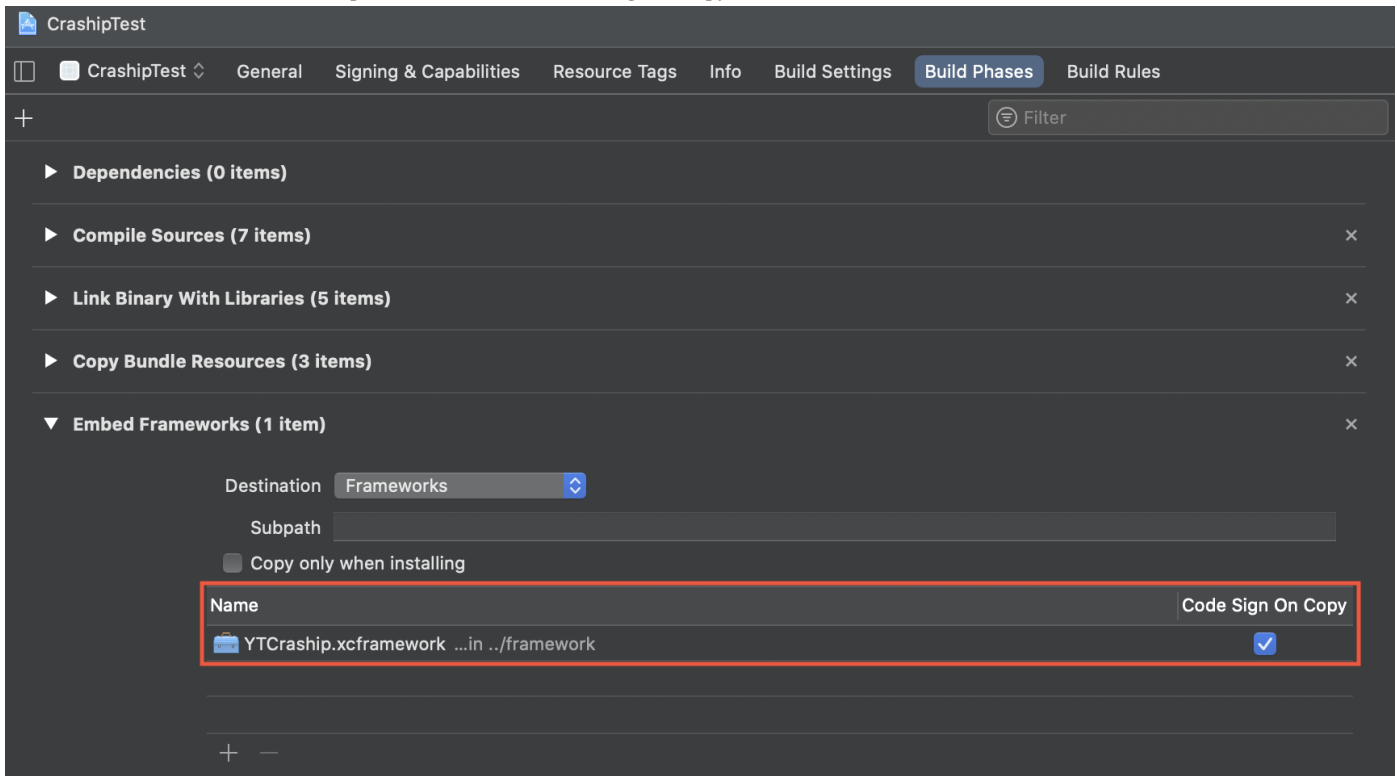 CrashipTest
CrashipTest General Signing & Capabilities Resource Tags Info Build Settings Build Phases Build Rules
Filter
Dependencies (0 items)
Compile Sources (7 items)
Link Binary With Libraries (5 items)
Copy Bundle Resources (3 items)
Embed Frameworks (1 item)
Destination Frameworks
Subpath
Copy only when installing
Name Code Sign On Copy
YTCraship.xcframework ...in ../framework